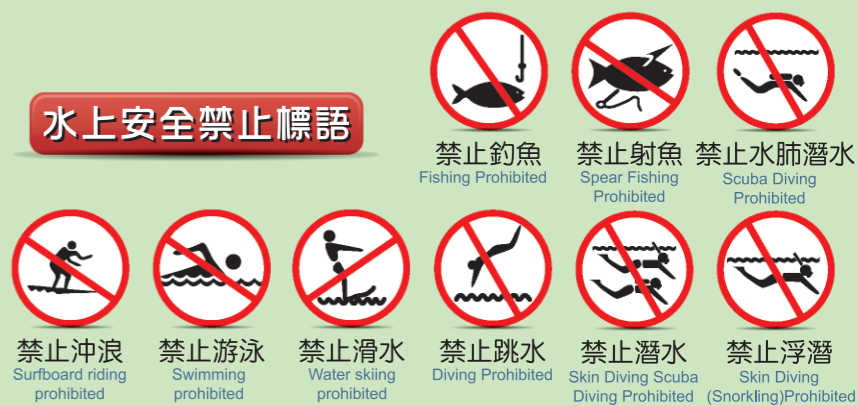 水上安全禁止標語
禁止釣魚
Fishing Prohibited
禁止射魚
Spear Fishing
Prohibited
禁止水肺潛水
Scuba Diving
Prohibited
禁止沖浪
Surfboard riding
prohibited
禁止游泳
Swimming
prohibited
禁止滑水
Water skiing
prohibited
禁止跳水
Diving Prohibited
禁止潛水
Skin Diving Scuba
Diving Prohibited
禁止浮潛
Skin Diving
(Snorkling)Prohibited